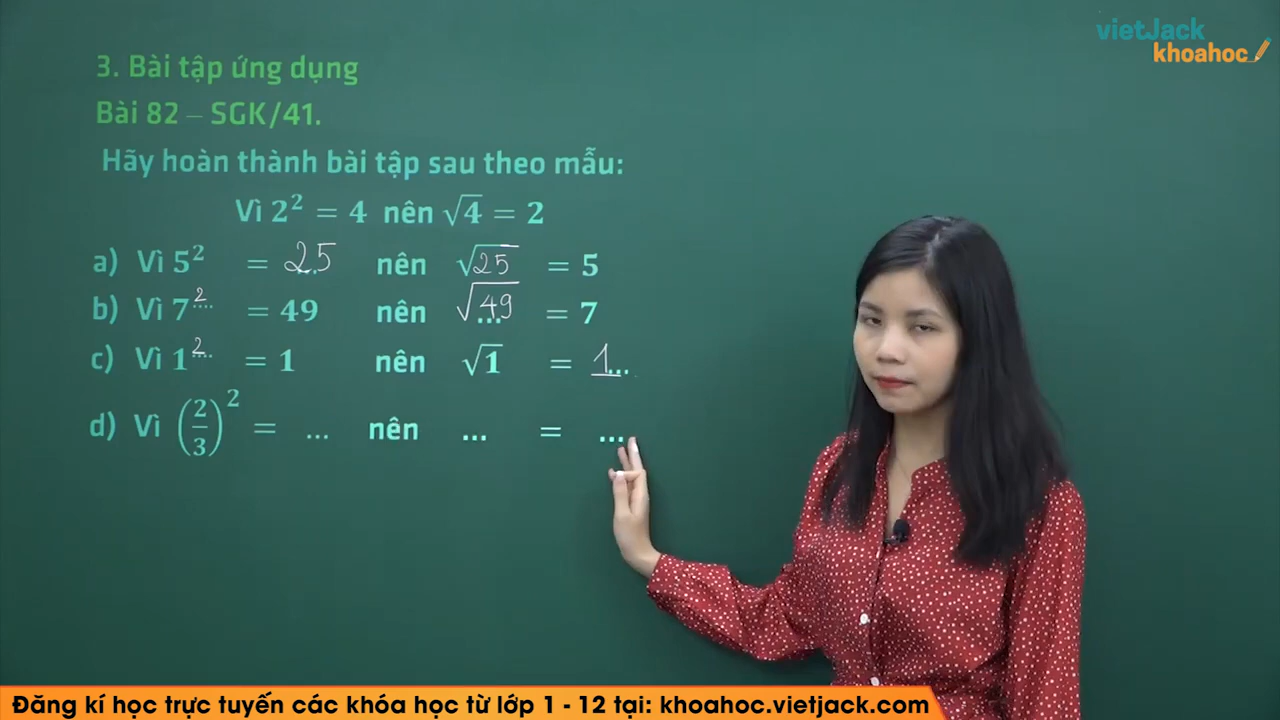 vietJack
khoahoc
3. Bài tập ứng dụng
Bài 82 – SGK/41.
Hãy hoàn thành bài tập sau theo mẫu:
Vì 2² = 4 nên √4 = 2
a) Vì 5² = 25 nên √25 = 5
b) Vì 7² = 49 nên √49 = 7
c) Vì 1² = 1 nên √1 = 1...
d) Vì (2/3)² = ... nên ... = ...
Đăng kí học trực tuyến các khóa học từ lớp 1 - 12 tại: khoahoc.vietjack.com